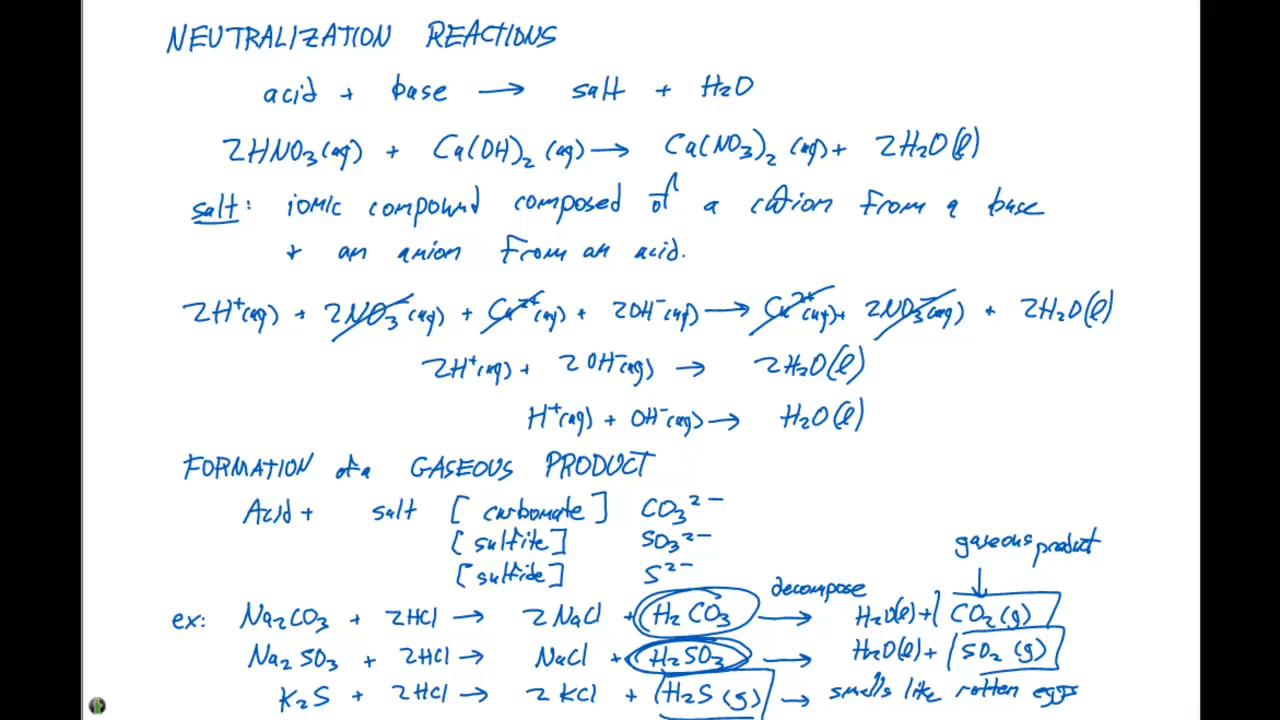 NEUTRALIZATION REACTIONS
acid + base → salt + H₂O
2HNO₃(aq) + Ca(OH)₂ (aq) → Ca(NO₃)₂ (aq) + 2H₂O(l)
salt: ionic compound composed of a cation from a base
+ an anion from an acid.
2H⁺(aq) + 2NO₃⁻(aq) + Ca²⁺(aq) + 2OH⁻(aq) → Ca²⁺(aq) + 2NO₃⁻(aq) + 2H₂O(l)
2H⁺(aq) + 2OH⁻(aq) → 2H₂O(l)
H⁺(aq) + OH⁻(aq) → H₂O(l)
FORMATION of a GASEOUS PRODUCT
Acid + salt [carbonate] CO₃²⁻
[sulfite] SO₃²⁻
[sulfide] S²⁻
gaseous product
decompose
ex: Na₂CO₃ + 2HCl → 2NaCl + H₂CO₃ → H₂O(l) + CO₂(g)
Na₂SO₃ + 2HCl → NaCl + H₂SO₃ → H₂O(l) + SO₂(g)
K₂S + 2HCl → 2KCl + H₂S(g) → smells like rotten eggs